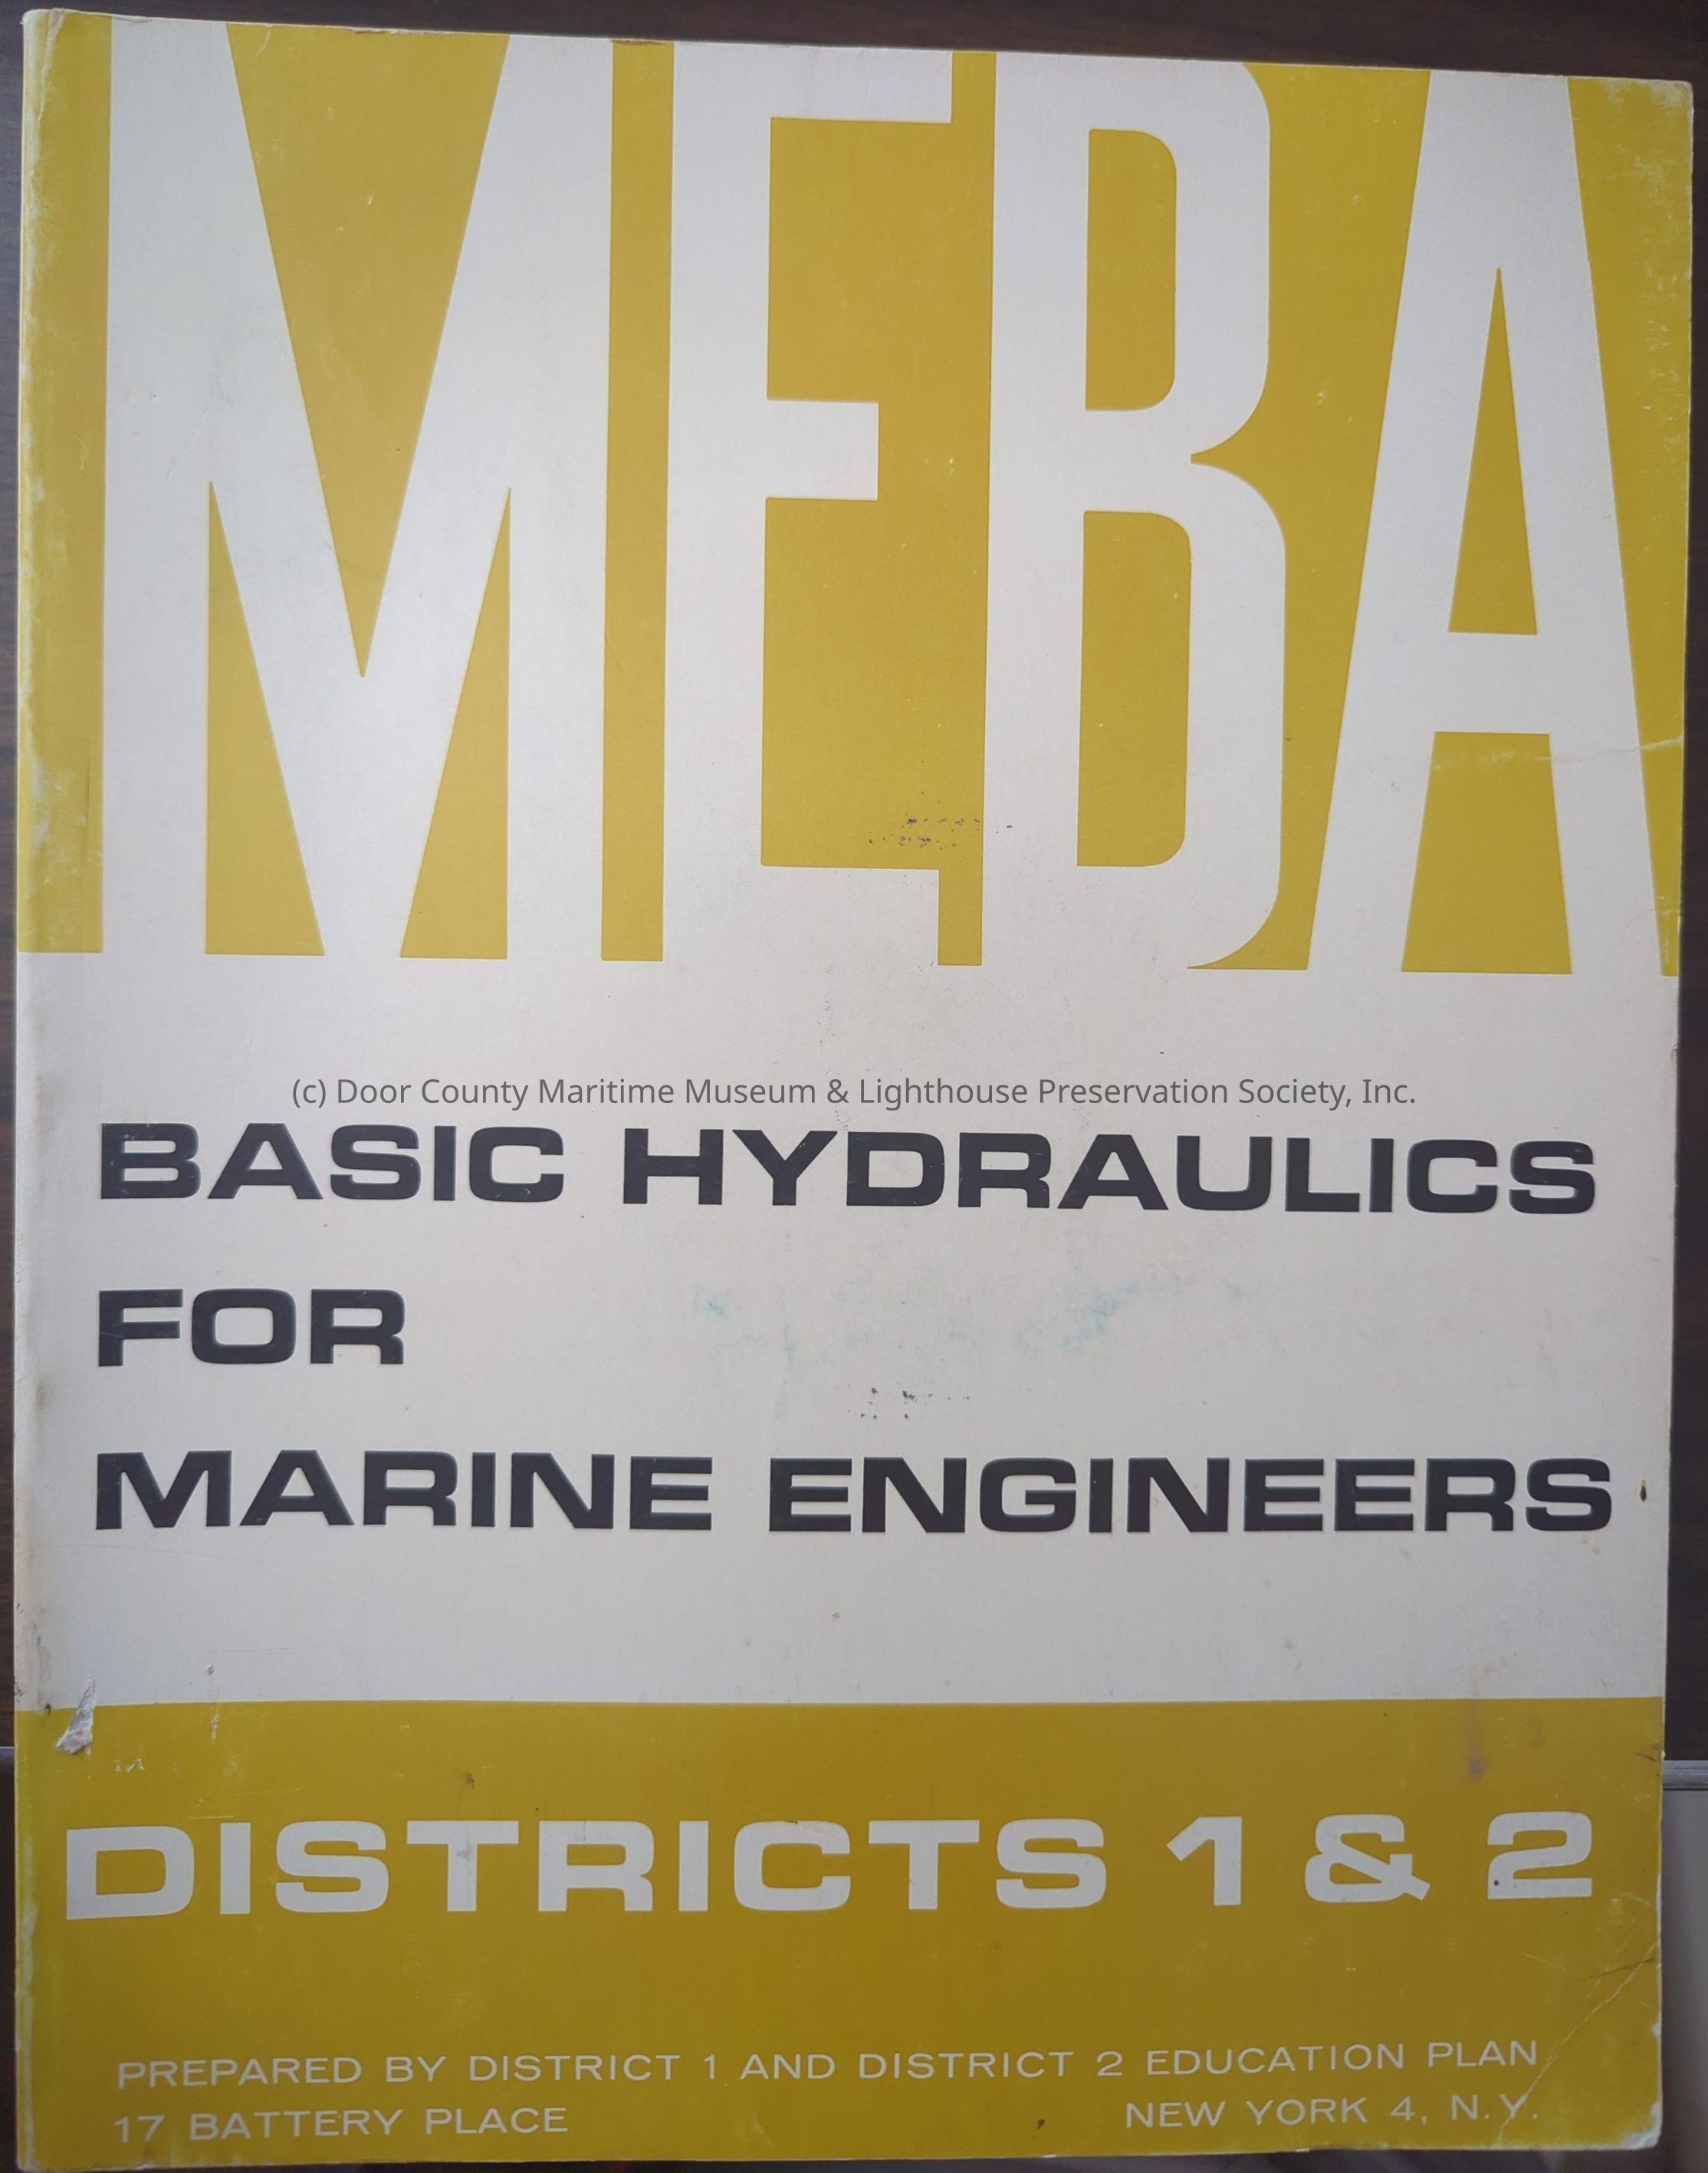 MEBA
(c) Door County Maritime Museum & Lighthouse Preservation Society, Inc.
BASIC HYDRAULICS
FOR
MARINE ENGINEERS
DISTRICTS 1 & 2
PREPARED BY DISTRICT 1 AND DISTRICT 2 EDUCATION PLAN
17 BATTERY PLACE NEW YORK 4, N.Y.